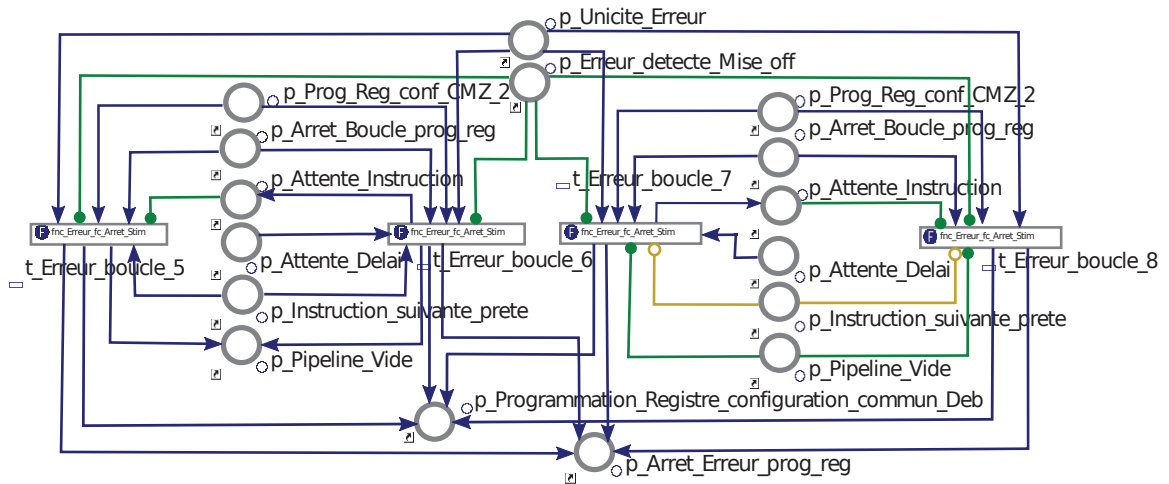 p_Unicite_Erreur
p_Erreur_detecte_Mise_off
p_Prog_Reg_conf_CMZ_2
p_Prog_Reg_conf_CMZ_2
p_Arret_Boucle_prog_reg
p_Arret_Boucle_prog_reg
p_Attente_Instruction
t_Erreur_boucle_7
p_Attente_Instruction
F fnc_Erreur_fc_Arret_Stim
F fnc_Erreur_fc_Arret_Stim
F fnc_Erreur_fc_Arret_Stim
F fnc_Erreur_fc_Arret_Stim
t_Erreur_boucle_5
p_Attente_Delai
t_Erreur_boucle_6
p_Attente_Delai
t_Erreur_boucle_8
p_Instruction_suivante_prete
p_Instruction_suivante_prete
p_Pipeline_Vide
p_Pipeline_Vide
p_Programmation_Registre_configuration_commun_Deb
p_Arret_Erreur_prog_reg